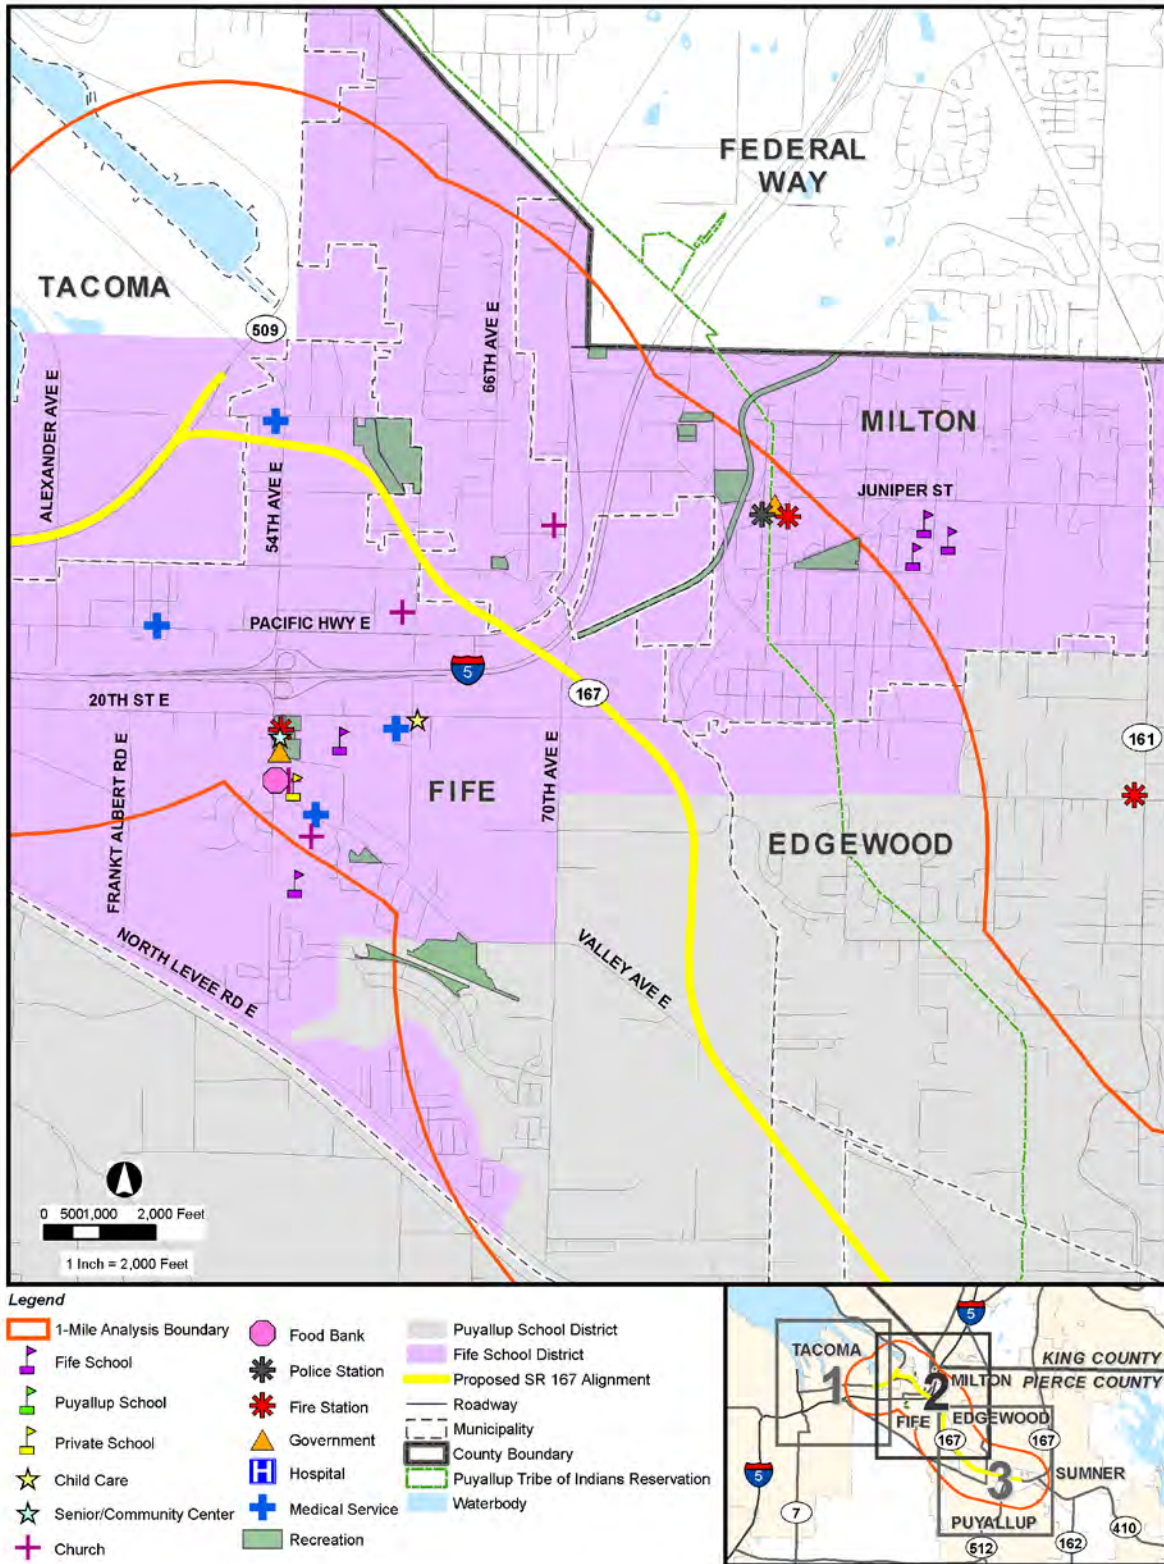 FEDERAL
WAY
TACOMA
509
66TH AVE E
ALEXANDER AVE E
MILTON
JUNIPER ST
54TH AVE E
PACIFIC HWY E
5
20TH ST E
167
161
FRANKT ALBERT RD E
FIFE
70TH AVE E
EDGEWOOD
NORTH LEVEE RD E
VALLEY AVE E
0 5001,000 2,000 Feet
1 Inch = 2,000 Feet
Legend
1-Mile Analysis Boundary
Fife School
Puyallup School
Private School
Child Care
Senior/Community Center
Church
Food Bank
Police Station
Fire Station
Government
H Hospital
Medical Service
Recreation
Puyallup School District
Fife School District
Proposed SR 167 Alignment
Roadway
Municipality
County Boundary
Puyallup Tribe of Indians Reservation
Waterbody
5
TACOMA
KING COUNTY
1
2
MILTON
PIERCE COUNTY
FIFE
EDGEWOOD
167
167
5
3
SUMNER
7
PUYALLUP
410
512
162